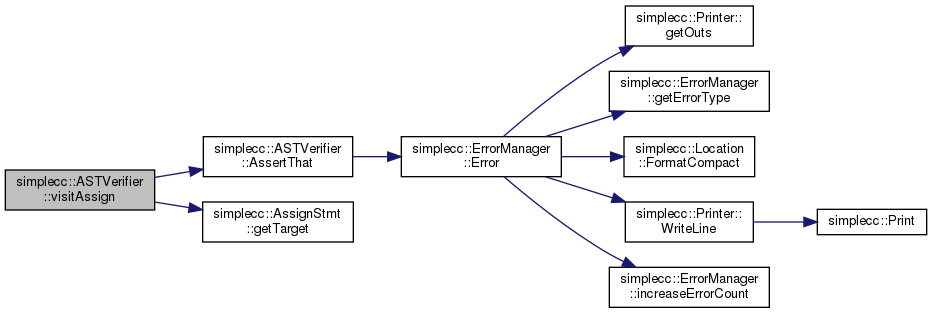 simplecc::ASTVerifier
::visitAssign
simplecc::ASTVerifier
::AssertThat
simplecc::AssignStmt
::getTarget
simplecc::ErrorManager
::Error
simplecc::Printer::
getOuts
simplecc::ErrorManager
::getErrorType
simplecc::Location
::FormatCompact
simplecc::Printer::
WriteLine
simplecc::ErrorManager
::increaseErrorCount
simplecc::Print